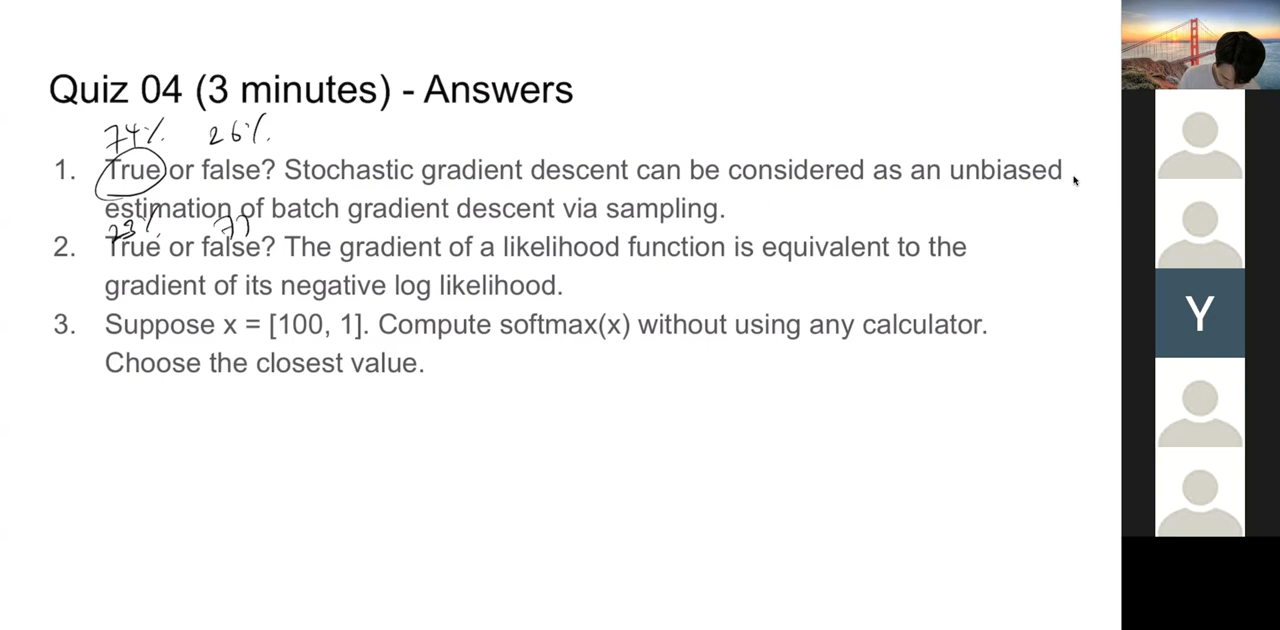 Quiz 04 (3 minutes) - Answers
74% 26%.
1. True or false? Stochastic gradient descent can be considered as an unbiased
estimation of batch gradient descent via sampling.
23% 77
2. True or false? The gradient of a likelihood function is equivalent to the
gradient of its negative log likelihood.
3. Suppose x = [100, 1]. Compute softmax(x) without using any calculator.
Choose the closest value.
Y